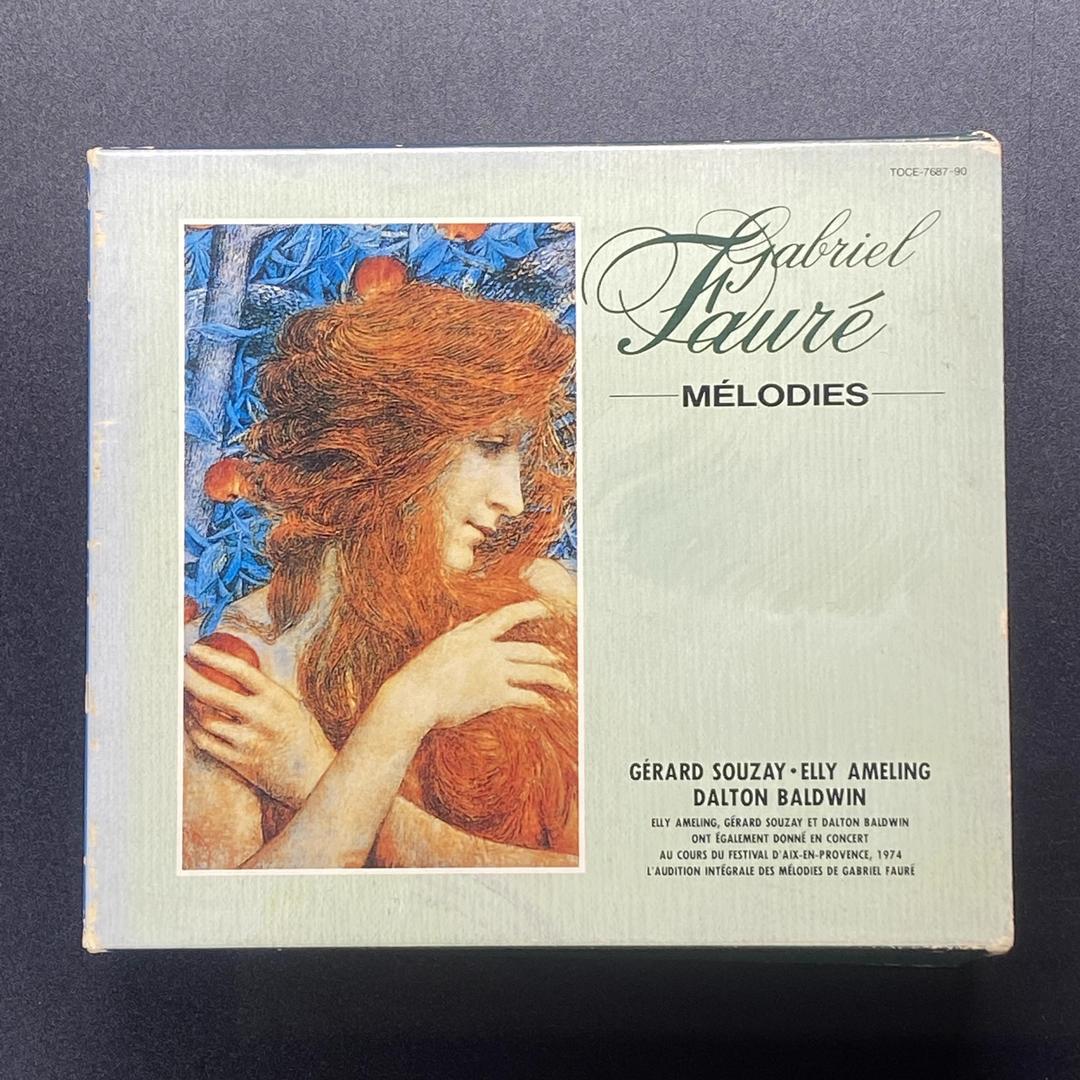 TOCE-7687-90
Gabriel
Fauré
MÉLODIES
GÉRARD SOUZAY・ELLY AMELING
DALTON BALDWIN
ELLY AMELING, GÉRARD SOUZAY ET DALTON BALDWIN
ONT ÉGALEMENT DONNÉ EN CONCERT
AU COURS DU FESTIVAL D'AIX-EN-PROVENCE, 1974
L'AUDITION INTÉGRALE DES MÉLODIES DE GABRIEL FAURÉ